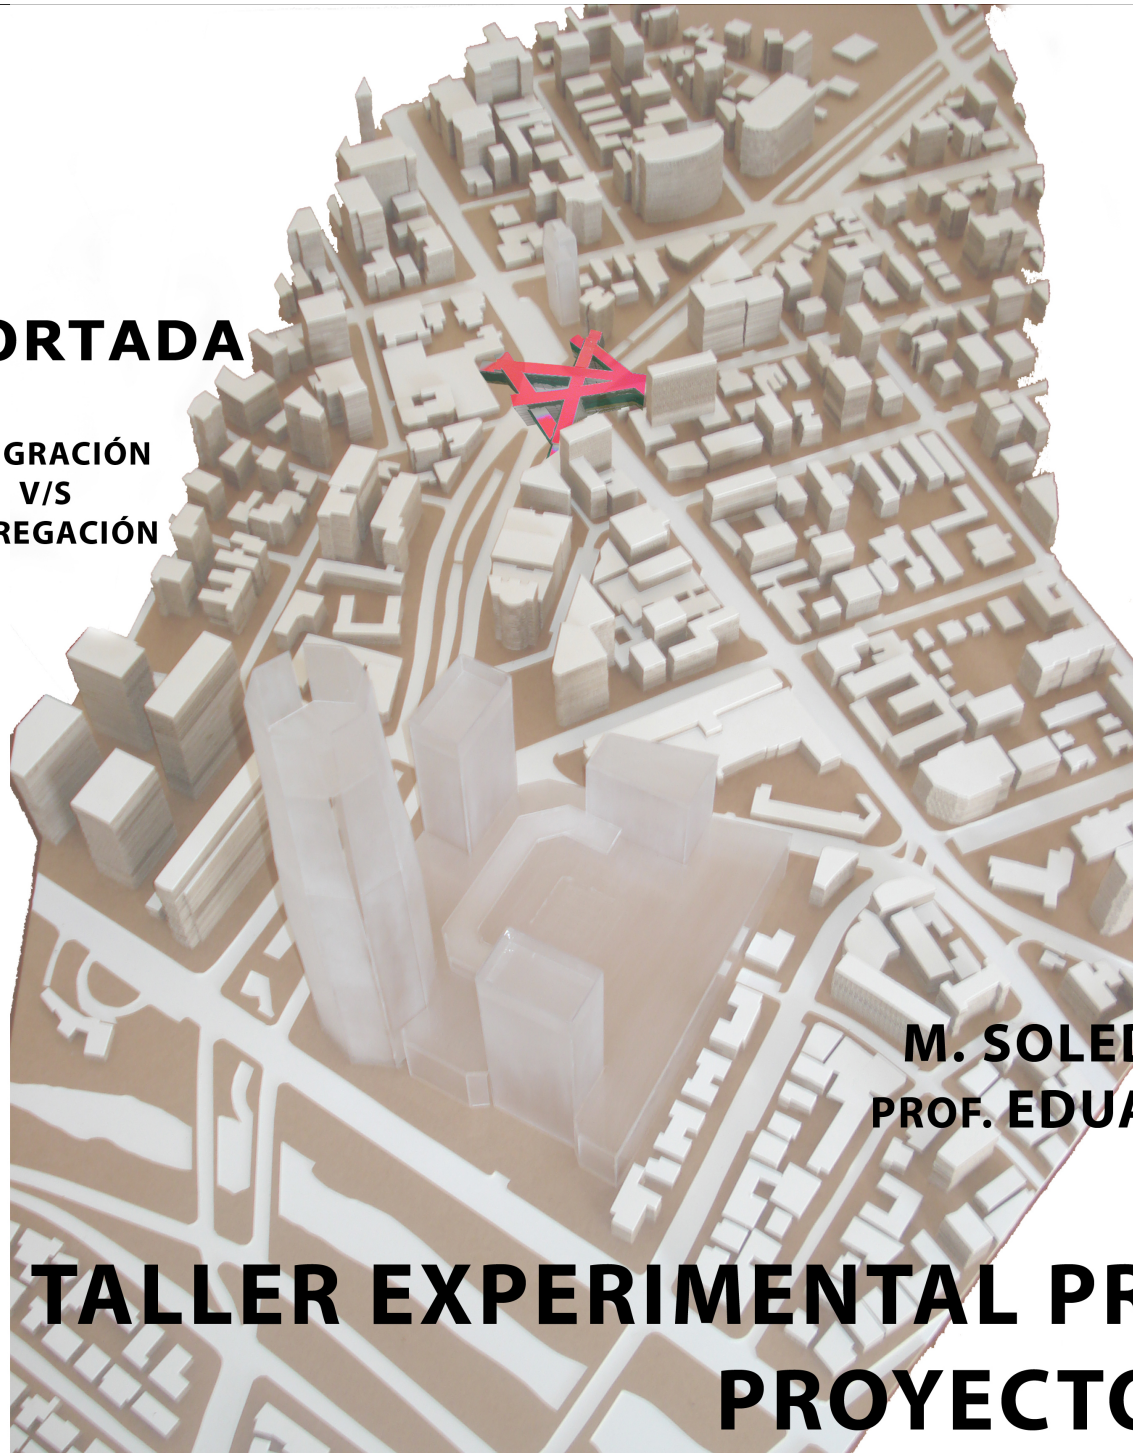 ORTADA
GRACIÓN
V/S
REGACIÓN
M. SOLED
PROF. EDUA
TALLER EXPERIMENTAL PR
PROYECTO